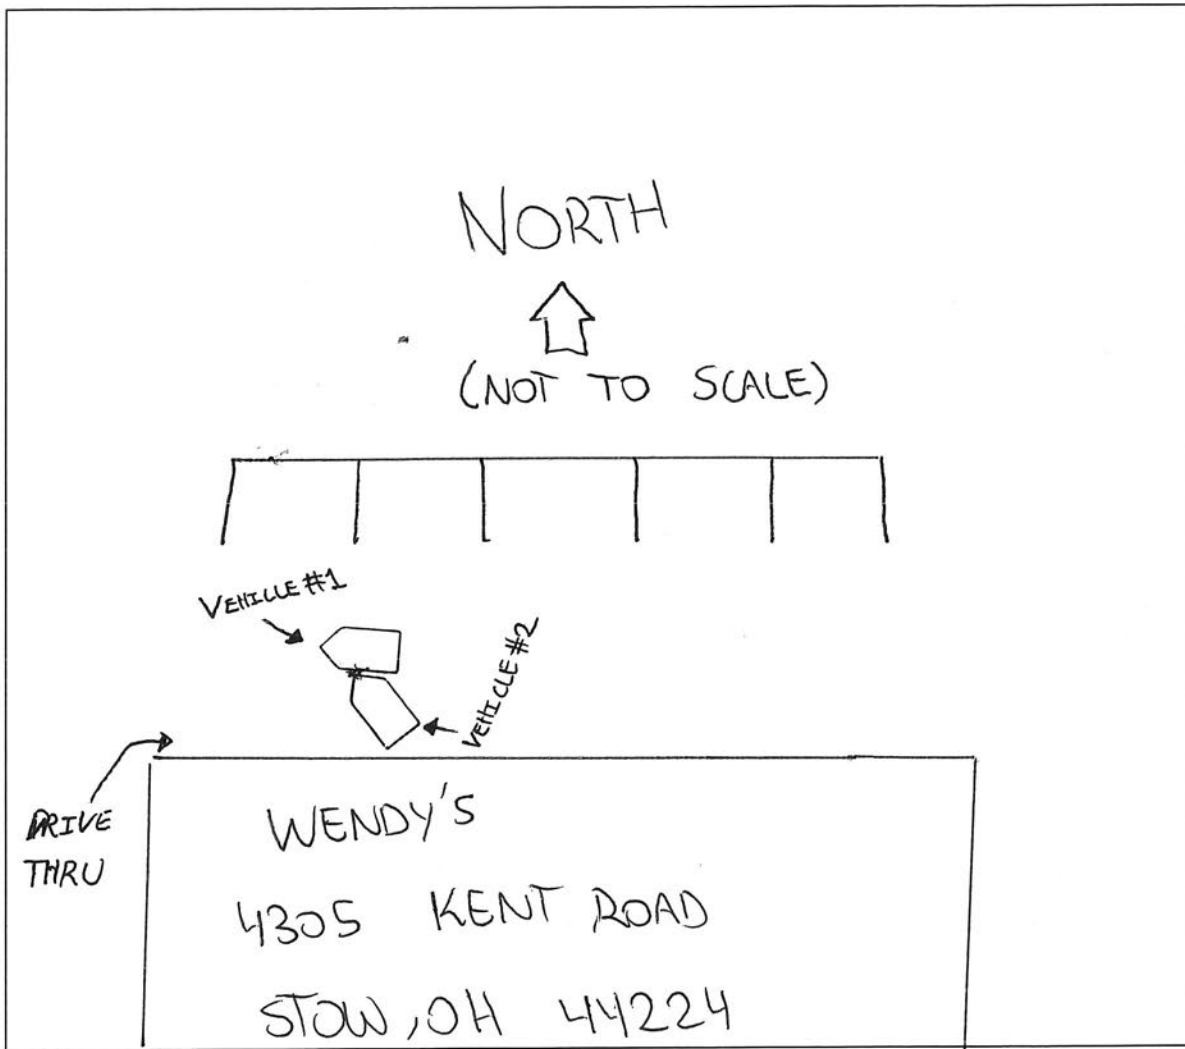 NORTH
(NOT TO SCALE)
VEHICLE #1
VEHICLE #2
DRIVE
THRU
WENDY'S
4305 KENT ROAD
STOW, OH 44224